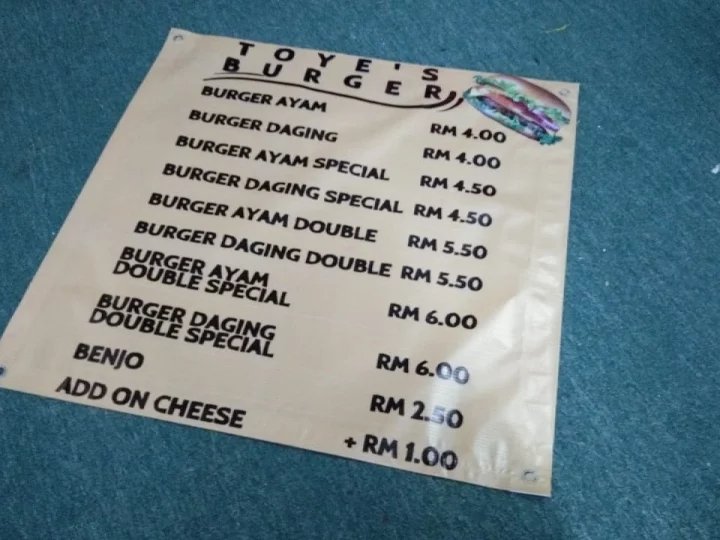 TOYE'S
BURGER
BURGER AYAM RM 4.00
BURGER DAGING RM 4.00
BURGER AYAM SPECIAL RM 4.50
BURGER DAGING SPECIAL RM 4.50
BURGER AYAM DOUBLE RM 5.50
BURGER DAGING DOUBLE RM 5.50
BURGER AYAM
DOUBLE SPECIAL RM 6.00
BURGER DAGING
DOUBLE SPECIAL RM 6.00
BENJO RM 2.50
ADD ON CHEESE + RM 1.00